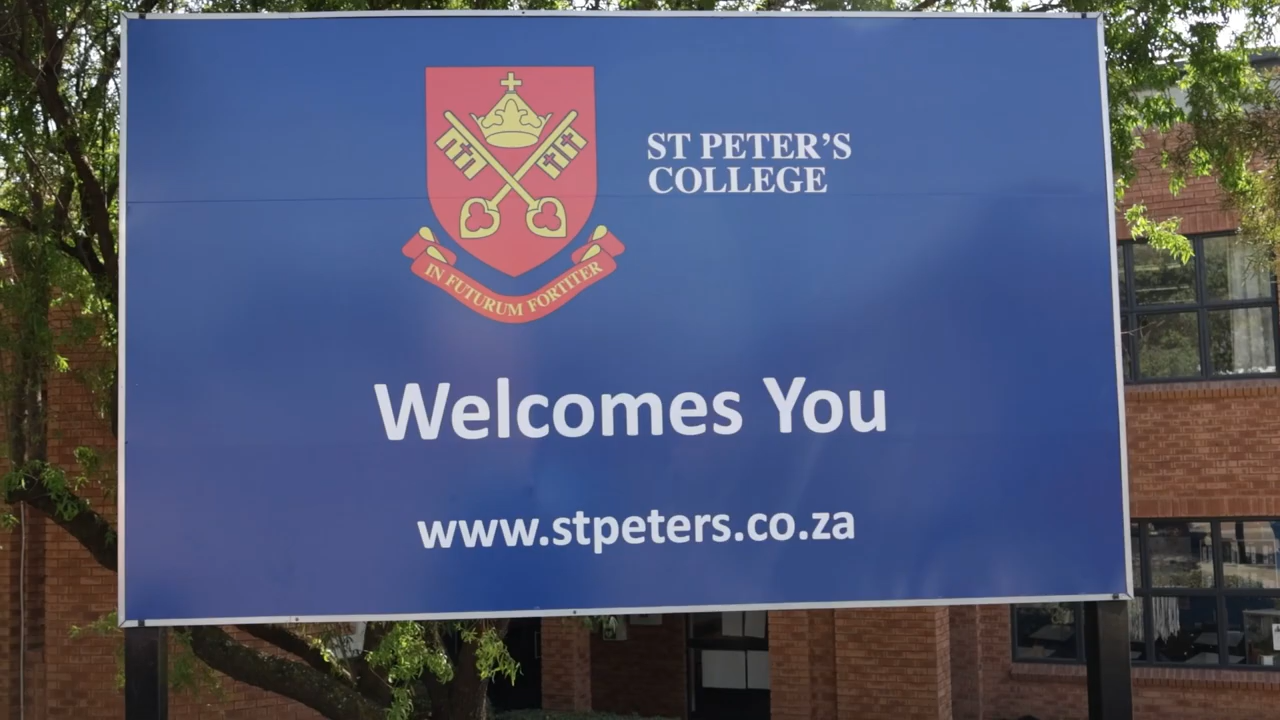 ST PETER'S
COLLEGE
IN FUTURUM FORTITER
Welcomes You
www.stpeters.co.za